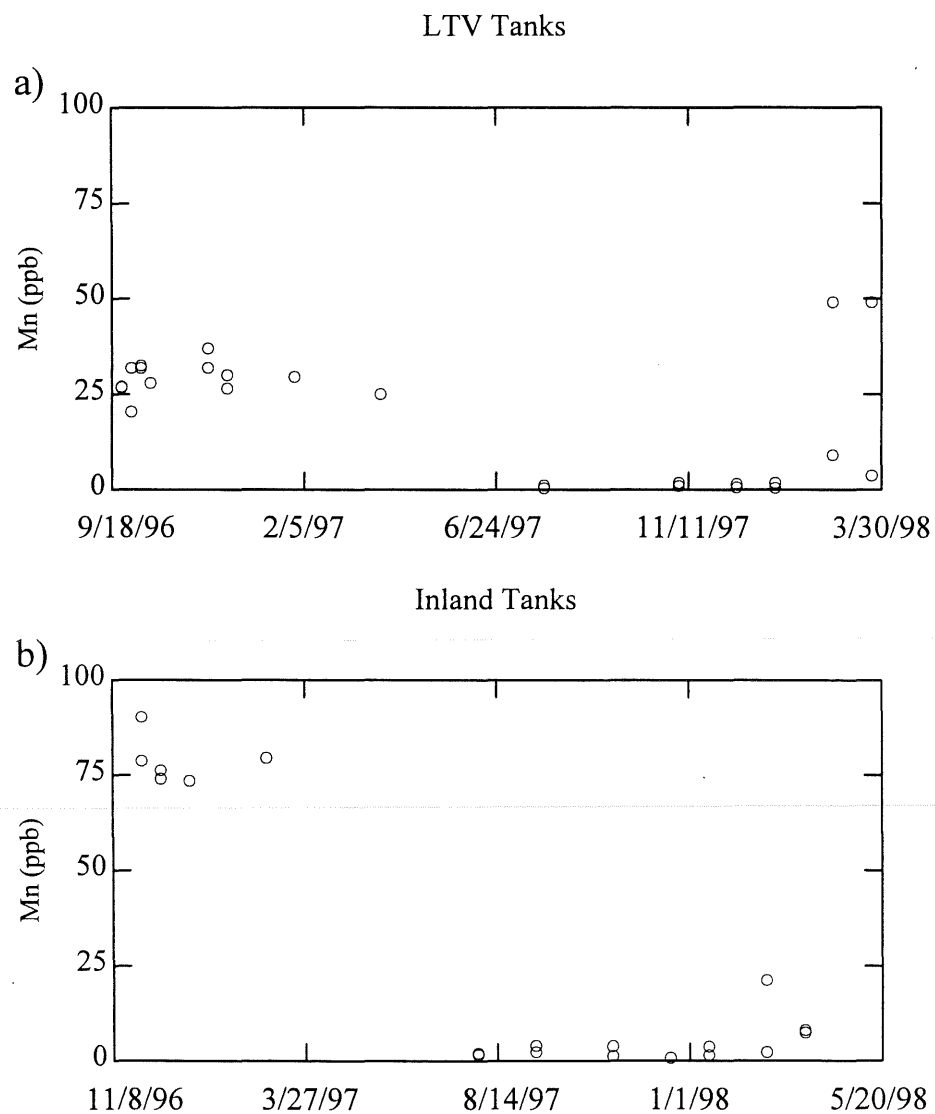 LTV Tanks
a)
100
75
50
25
0
Mn (ppb)
9/18/96 2/5/97 6/24/97 11/11/97 3/30/98
Inland Tanks
b)
100
75
50
25
0
Mn (ppb)
11/8/96 3/27/97 8/14/97 1/1/98 5/20/98